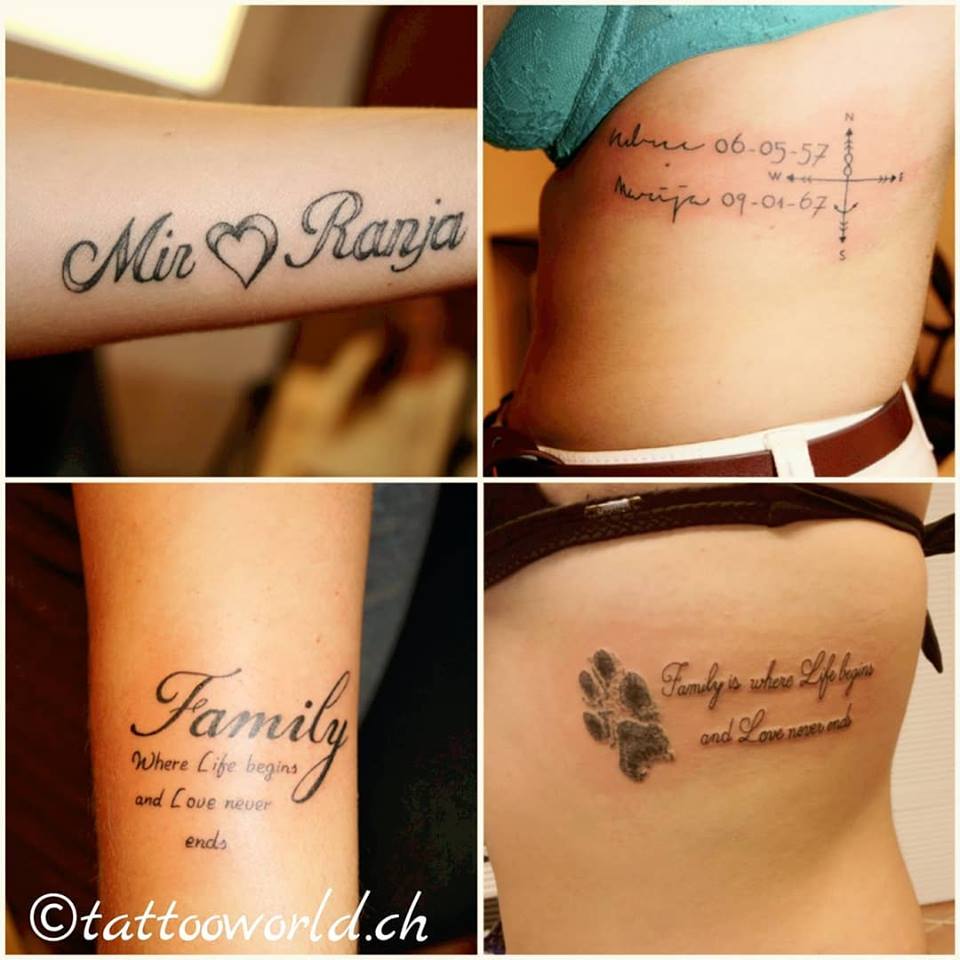 Mir Ranja
06-05-57
Marija 09-01-67
N
W E
S
Family
Where Life begins
and Love never
ends
Family is where Life begins
and Love never ends
©tattooworld.ch